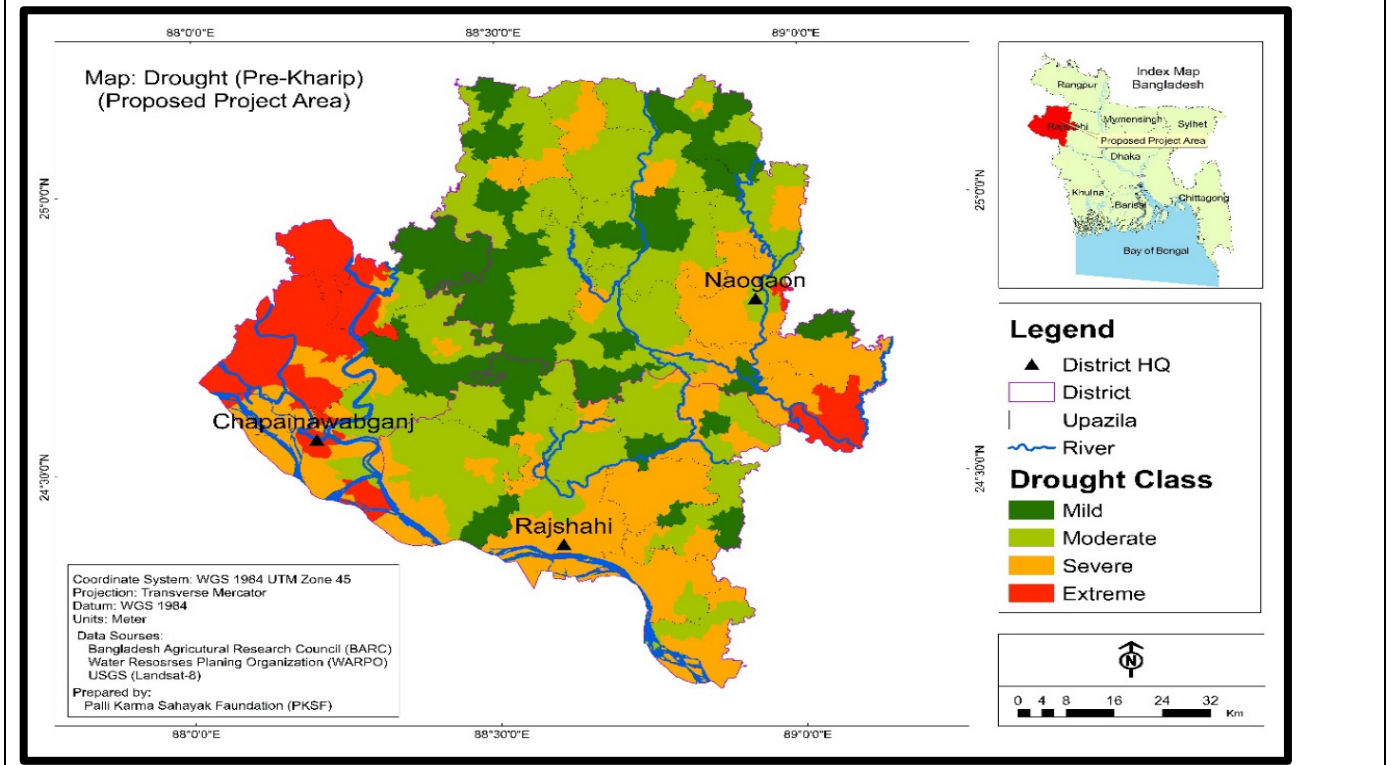 88°0'0"E
88°30'0"E
89°0'0"E
Map: Drought (Pre-Kharip)
(Proposed Project Area)
25°0'0"N
24°30'0"N
Naogaon
Chapainawabganj
Rajshahi
Coordinate System: WGS 1984 UTM Zone 45
Projection: Transverse Mercator
Datum: WGS 1984
Units: Meter
Data Sourses:
Bangladesh Agricutural Research Council (BARC)
Water Resosrses Planing Organization (WARPO)
USGS (Landsat-8)
Prepared by:
Palli Karma Sahayak Foundation (PKSF)
88°0'0"E
88°30'0"E
89°0'0"E
25°0'0"N
24°30'0"N
Index Map
Bangladesh
Rangpur
Mymensingh
Sylhet
Proposed Project Area
Dhaka
Khulna
Barisal
Chittagong
Bay of Bengal
Legend
District HQ
District
Upazila
River
Drought Class
Mild
Moderate
Severe
Extreme
N
0 4 8 16 24 32
Km